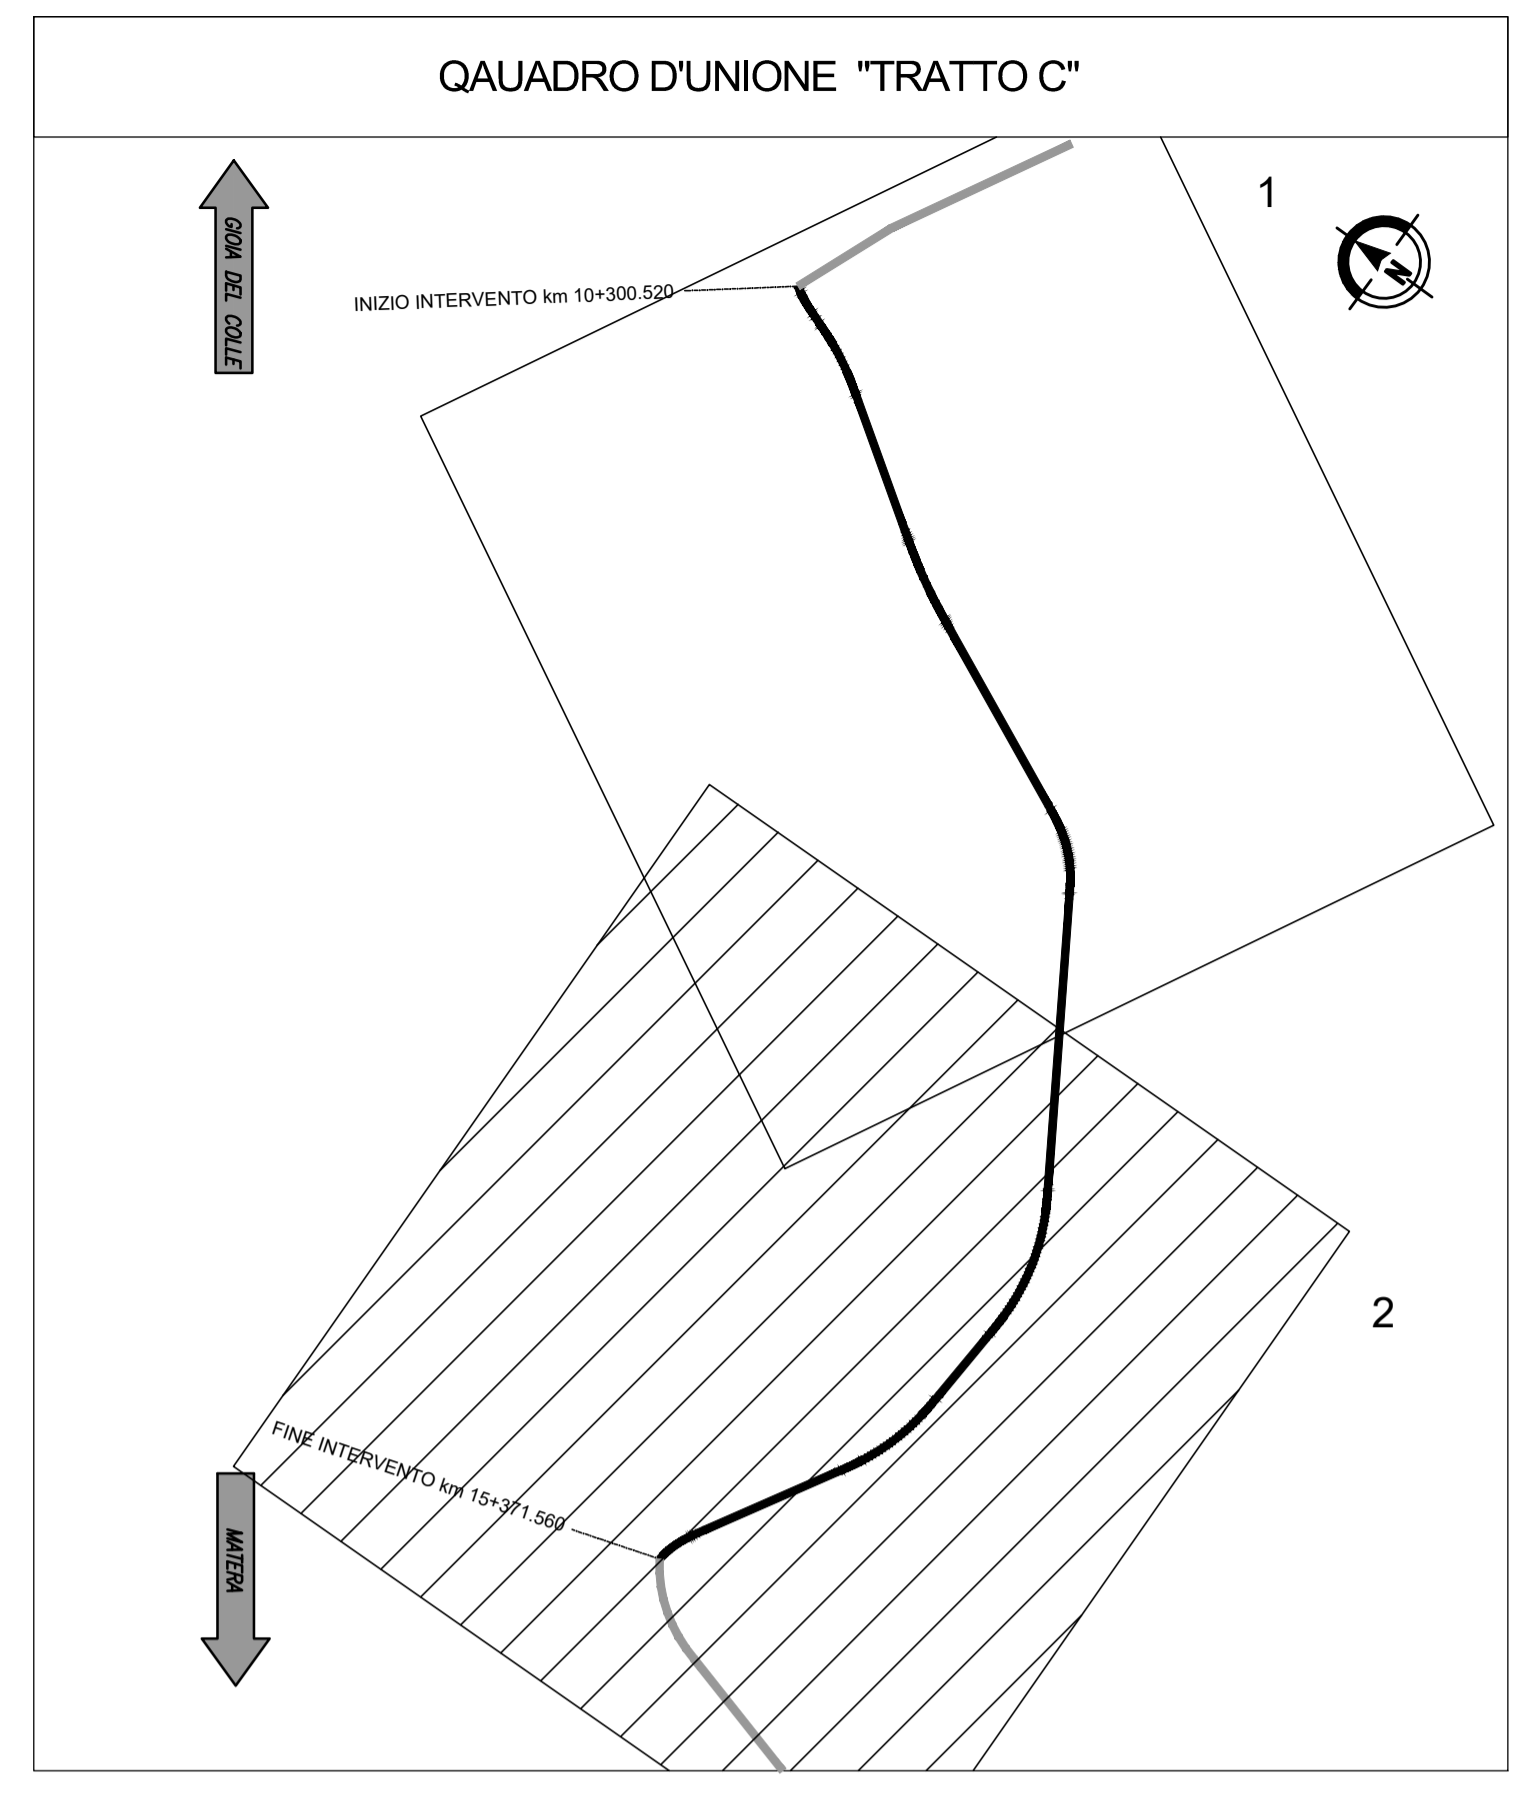 QAUADRO D'UNIONE "TRATTO C"
1
GIOIA DEL COLLE
N
INIZIO INTERVENTO km 10+300.520
2
FINE INTERVENTO km 15+371.560
MATERA